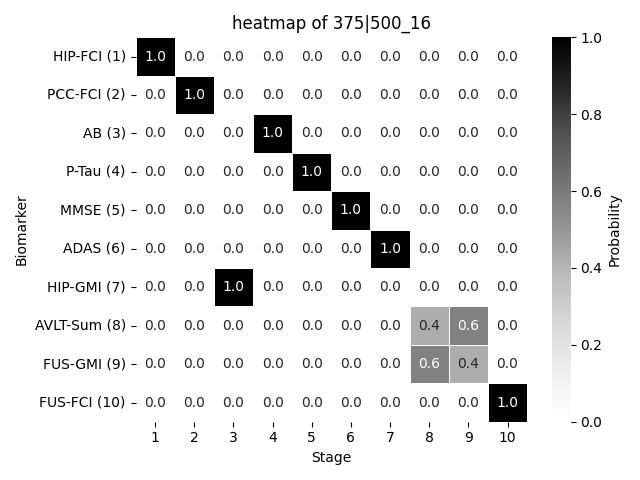 heatmap of 375|500_16
HIP-FCI (1) 1.0 0.0 0.0 0.0 0.0 0.0 0.0 0.0 0.0 0.0
PCC-FCI (2) 0.0 1.0 0.0 0.0 0.0 0.0 0.0 0.0 0.0 0.0
AB (3) 0.0 0.0 0.0 1.0 0.0 0.0 0.0 0.0 0.0 0.0
P-Tau (4) 0.0 0.0 0.0 0.0 1.0 0.0 0.0 0.0 0.0 0.0
MMSE (5) 0.0 0.0 0.0 0.0 0.0 1.0 0.0 0.0 0.0 0.0
ADAS (6) 0.0 0.0 0.0 0.0 0.0 0.0 1.0 0.0 0.0 0.0
HIP-GMI (7) 0.0 0.0 1.0 0.0 0.0 0.0 0.0 0.0 0.0 0.0
AVLT-Sum (8) 0.0 0.0 0.0 0.0 0.0 0.0 0.0 0.4 0.6 0.0
FUS-GMI (9) 0.0 0.0 0.0 0.0 0.0 0.0 0.0 0.6 0.4 0.0
FUS-FCI (10) 0.0 0.0 0.0 0.0 0.0 0.0 0.0 0.0 0.0 1.0
1 2 3 4 5 6 7 8 9 10
Stage
Biomarker
1.0
0.8
0.6
0.4
0.2
0.0
Probability